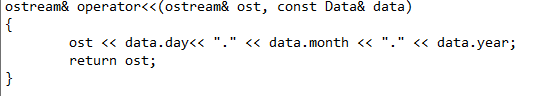 ostream& operator<<(ostream& ost, const Data& data)
{
        ost << data.day<< "." << data.month << "." << data.year;
        return ost;
}